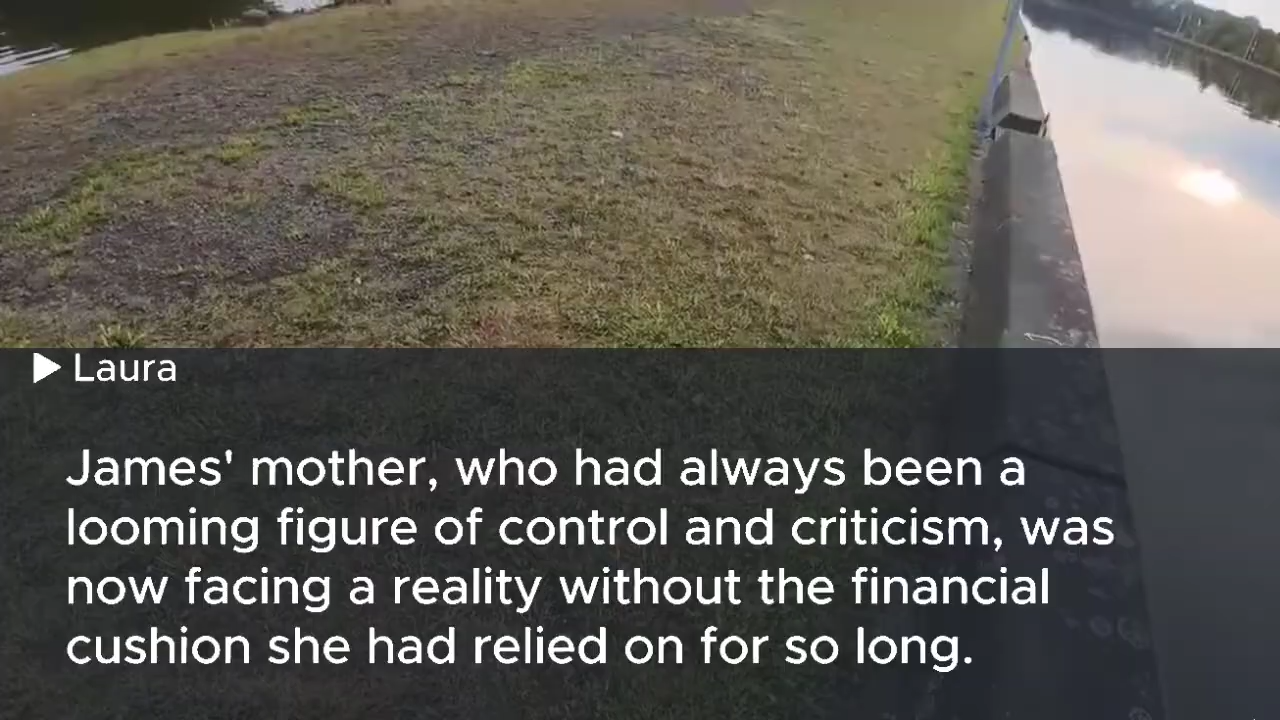 Laura
James' mother, who had always been a
looming figure of control and criticism, was
now facing a reality without the financial
cushion she had relied on for so long.